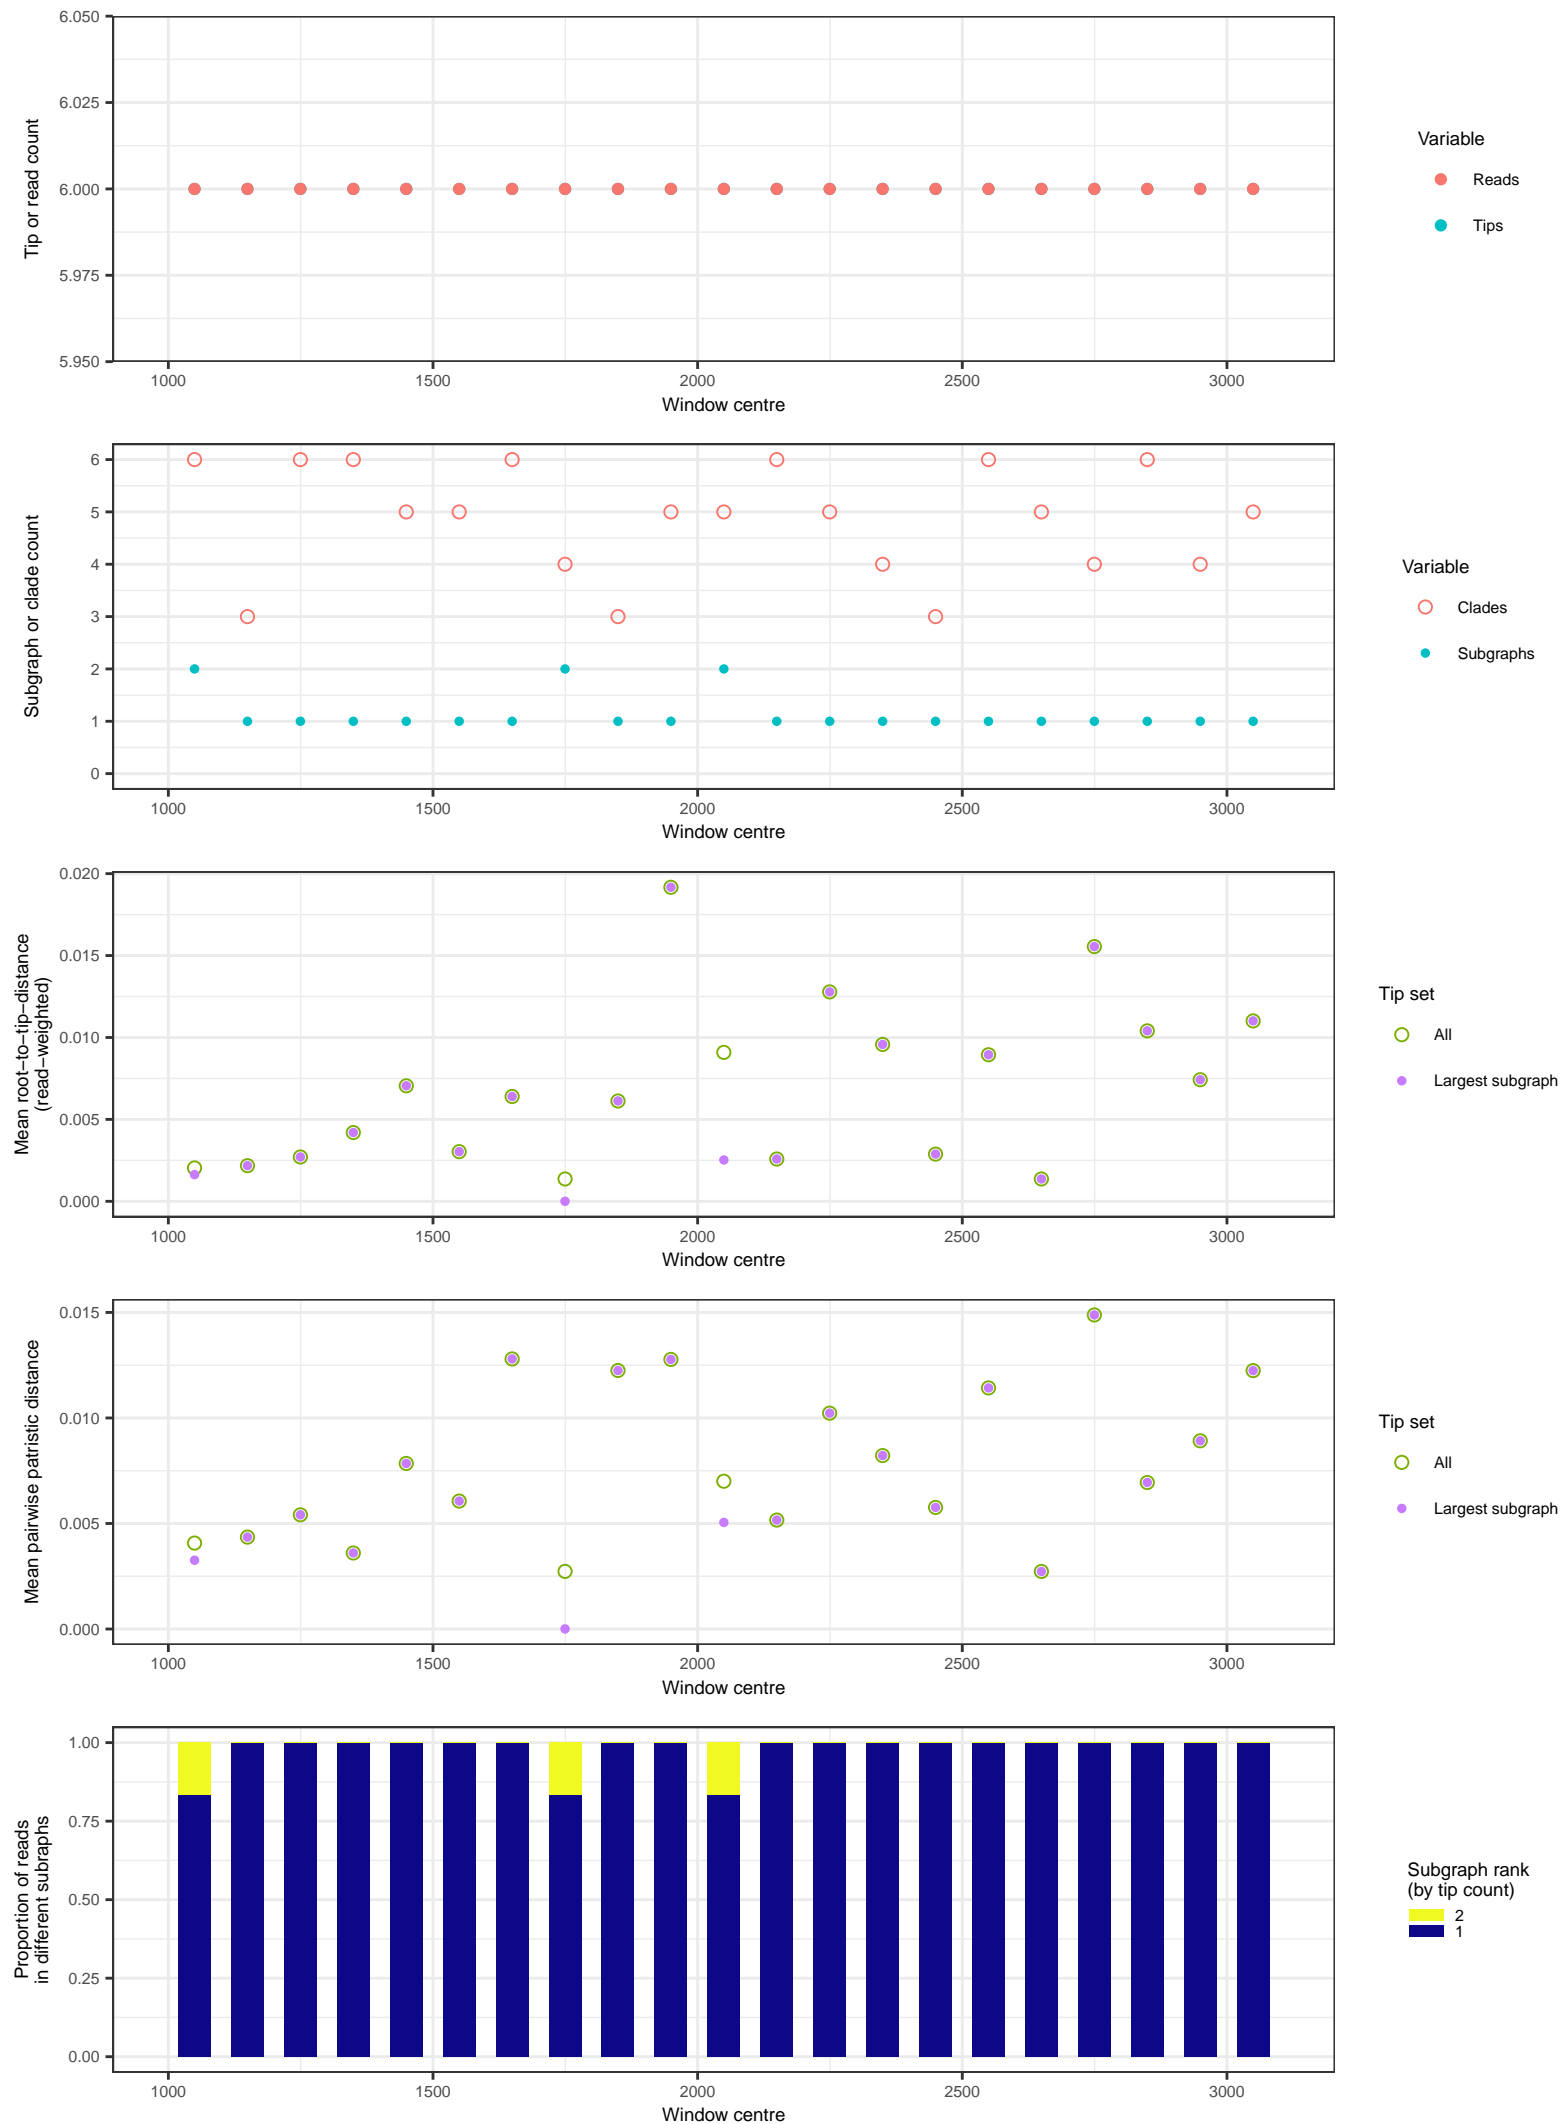 6.050
6.025
6.000
5.975
5.950
Tip or read count
1000 1500 2000 2500 3000
Window centre
Variable
Reads
Tips
6
5
4
3
2
1
0
Subgraph or clade count
1000 1500 2000 2500 3000
Window centre
Variable
Clades
Subgraphs
0.020
0.015
0.010
0.005
0.000
Mean root−to−tip−distance
(read−weighted)
1000 1500 2000 2500 3000
Window centre
Tip set
All
Largest subgraph
0.015
0.010
0.005
0.000
Mean pairwise patristic distance
1000 1500 2000 2500 3000
Window centre
Tip set
All
Largest subgraph
1.00
0.75
0.50
0.25
0.00
Proportion of reads
in different subraphs
1000 1500 2000 2500 3000
Window centre
Subgraph rank
(by tip count)
2
1